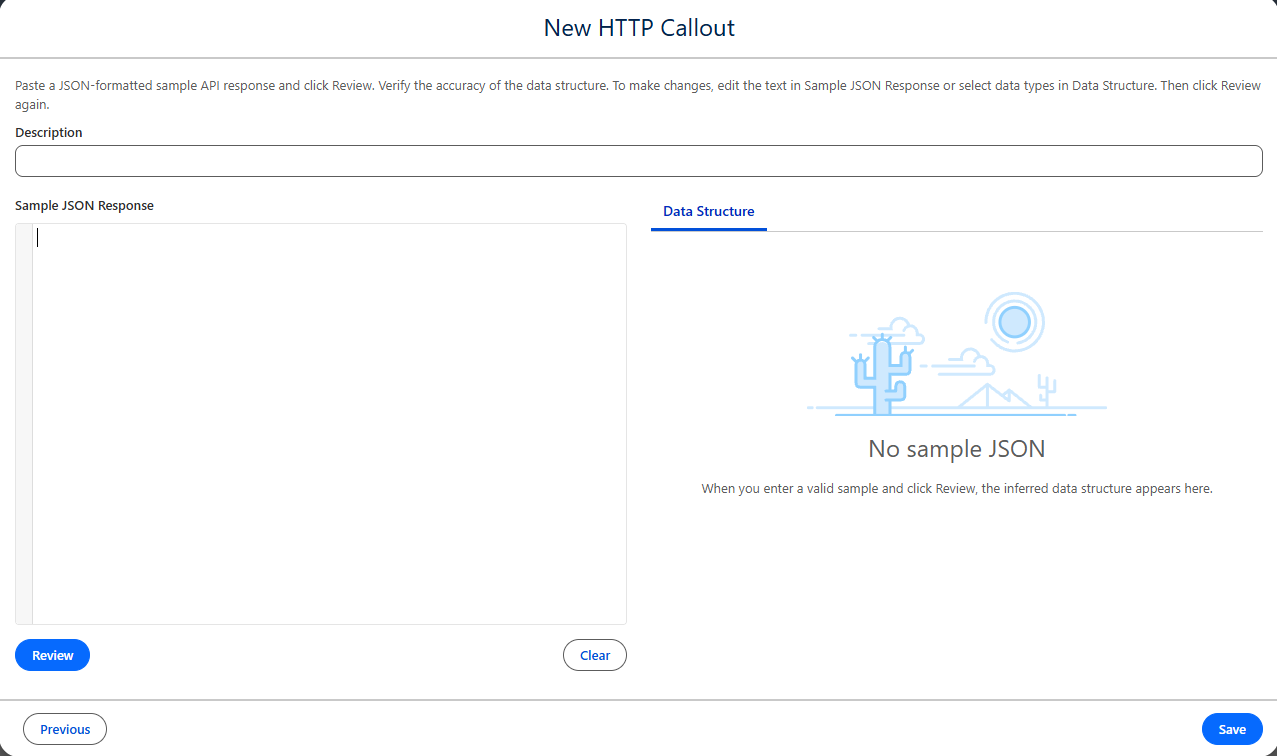 New HTTP Callout
Paste a JSON-formatted sample API response and click Review. Verify the accuracy of the data structure. To make changes, edit the text in Sample JSON Response or select data types in Data Structure. Then click Review
again.
Description
Sample JSON Response
Data Structure
No sample JSON
When you enter a valid sample and click Review, the inferred data structure appears here.
Review
Clear
Previous
Save